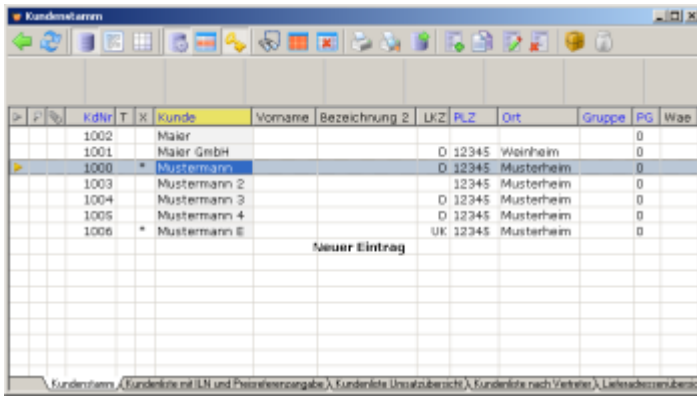 Kundenstamm
KdNr T X Kunde Vorname Bezeichnung 2 LKZ PLZ Ort Gruppe PG Wae
1002 Maier 0
1001 Maier GmbH D 12345 Weinheim 0
1000 * Mustermann D 12345 Musterheim 0
1003 Mustermann 2 12345 Musterheim 0
1004 Mustermann 3 D 12345 Musterheim 0
1005 Mustermann 4 D 12345 Musterheim 0
1006 * Mustermann E UK 12345 Musterheim 0
Neuer Eintrag
Kundenstamm Kundenliste mit ILN und Preisreferenzangabe Kundenliste Umsatzübersicht Kundenliste nach Vertreter Lieferadressenübersic